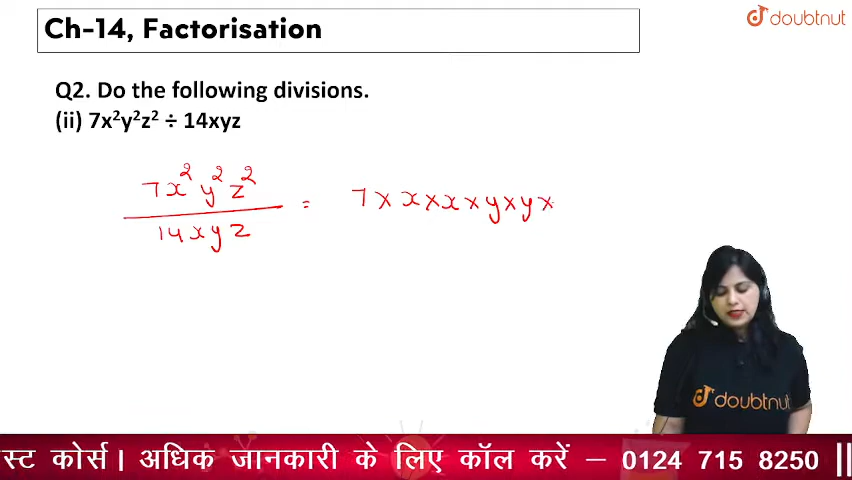 Ch-14, Factorisation
doubtnut
Q2. Do the following divisions.
(ii) 7x²y²z² ÷ 14xyz
7x²y²z² / 14xyz = 7 × x × x × y × y ×
doubtnut
स्ट कोर्स। अधिक जानकारी के लिए कॉल करें – 0124 715 8250 ||